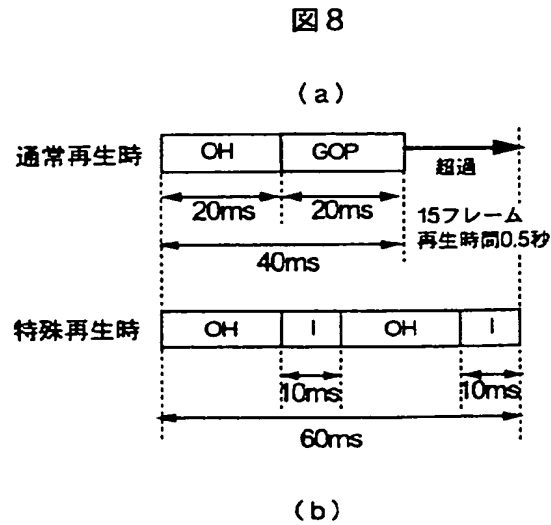 図8
(a)
通常再生時 OH GOP 超過
20ms 20ms 15フレーム
再生時間0.5秒
40ms
特殊再生時 OH I OH I
10ms 10ms
60ms
(b)